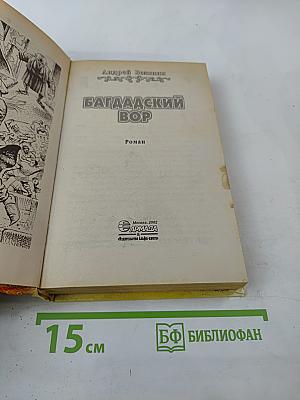 Андрей Белянин
БАГДАДСКИЙ
ВОР
Роман
Москва, 2002
АРМАДА
15 см
БФ БИБЛИОФАН